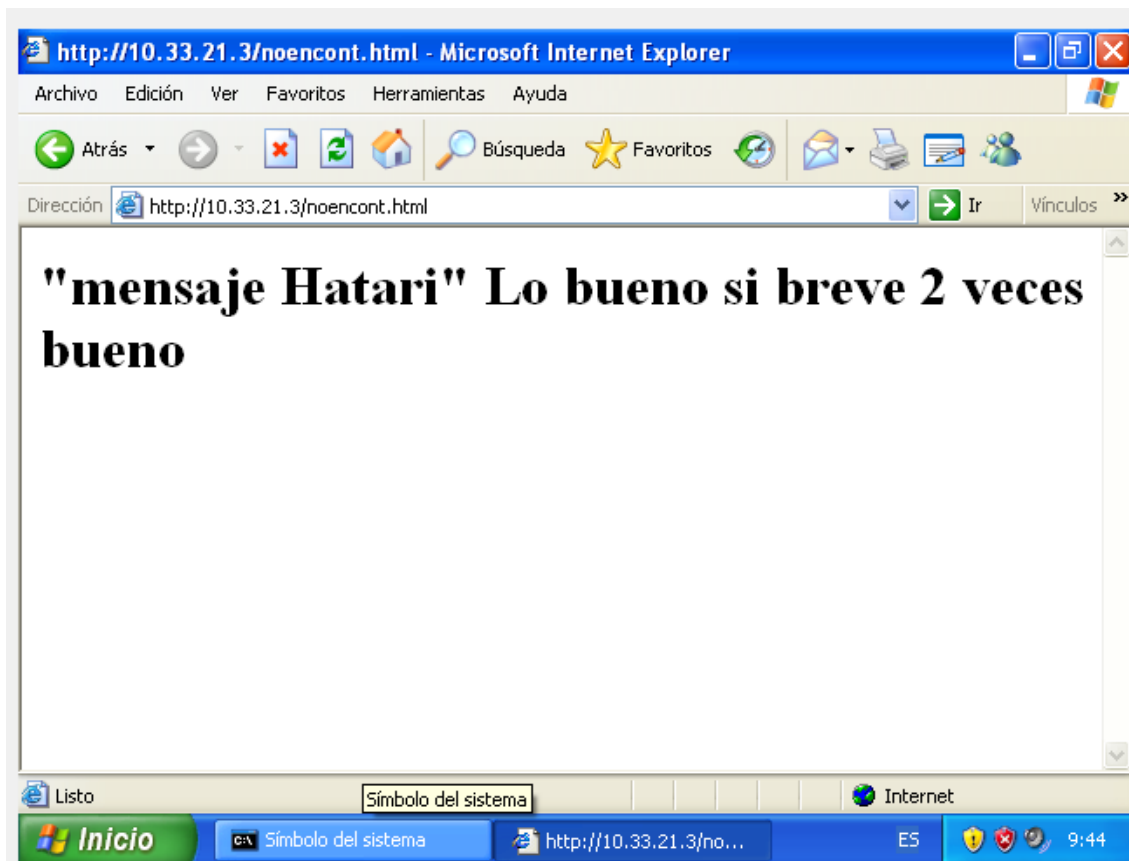 http://10.33.21.3/noencont.html - Microsoft Internet Explorer
Archivo Edición Ver Favoritos Herramientas Ayuda
Atrás Búsqueda Favoritos
Dirección http://10.33.21.3/noencont.html Ir Vínculos »
"mensaje Hatari" Lo bueno si breve 2 veces
bueno
Listo Símbolo del sistema Internet
Inicio C:\ Símbolo del sistema http://10.33.21.3/no... ES 9:44